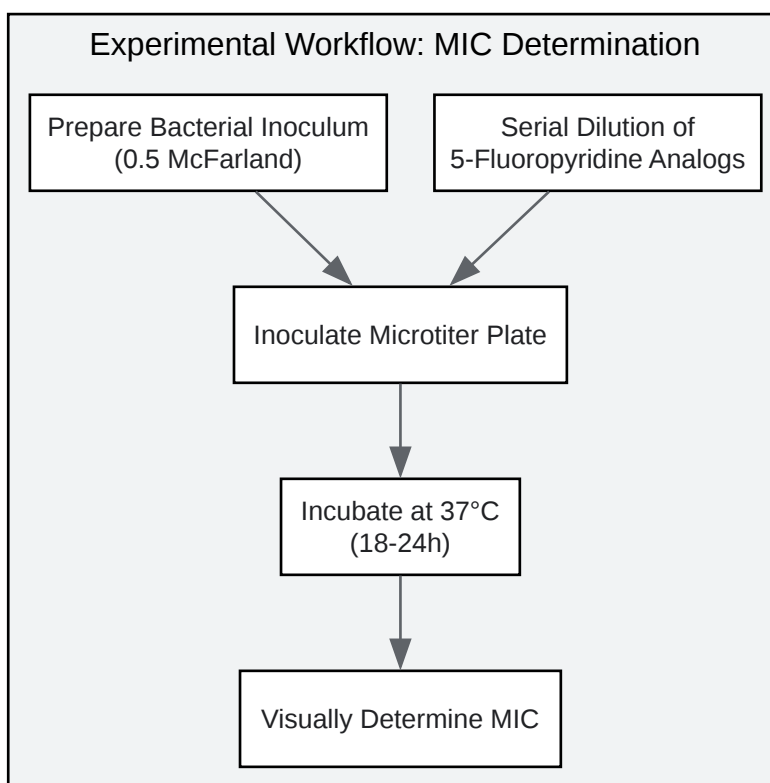 Experimental Workflow: MIC Determination
Prepare Bacterial Inoculum
(0.5 McFarland)
Serial Dilution of
5-Fluoropyridine Analogs
Inoculate Microtiter Plate
Incubate at 37°C
(18-24h)
Visually Determine MIC